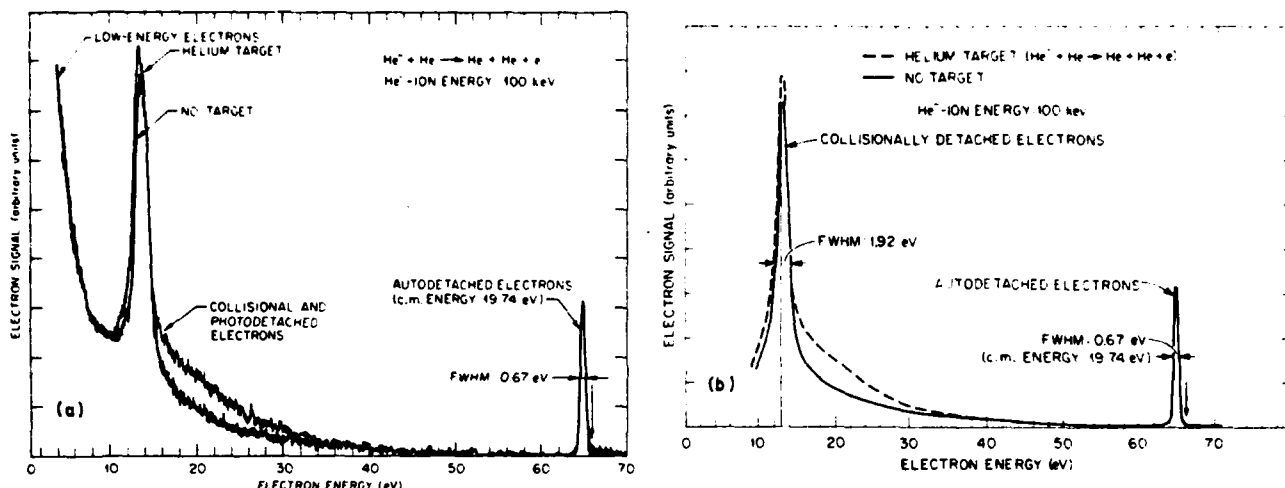 LOW-ENERGY ELECTRONS
HELIUM TARGET
NO TARGET
He⁻ + He → He + He + e
He⁻-ION ENERGY 100 keV
COLLISIONAL AND
PHOTODETACHED
ELECTRONS
AUTODETACHED ELECTRONS
(c.m. ENERGY 19.74 eV)
FWHM 0.67 eV
(a)
ELECTRON SIGNAL (arbitrary units)
0 10 20 30 40 50 60 70
ELECTRON ENERGY (eV)
HELIUM TARGET (He⁻ + He → He + He + e)
NO TARGET
He⁻-ION ENERGY 100 keV
COLLISIONALLY DETACHED ELECTRONS
FWHM: 1.92 eV
AUTODETACHED ELECTRONS
FWHM: 0.67 eV
(c.m. ENERGY 19.74 eV)
(b)
ELECTRON SIGNAL (arbitrary units)
0 10 20 30 40 50 60 70 80
ELECTRON ENERGY (eV)